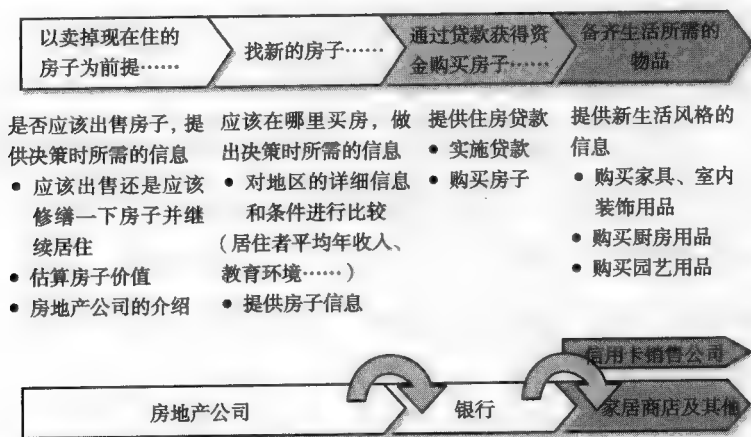 以卖掉现在住的
房子为前提……
找新的房子……
通过贷款获得资
金购买房子……
备齐生活所需的
物品
是否应该出售房子，提
供决策时所需的信息
• 应该出售还是应该
修缮一下房子并继
续居住
• 估算房子价值
• 房地产公司的介绍
应该在哪里买房，做
出决策时所需的信息
• 对地区的详细信息
和条件进行比较
（居住者平均年收入、
教育环境……）
• 提供房子信息
提供住房贷款
• 实施贷款
• 购买房子
提供新生活风格的
信息
• 购买家具、室内
装饰用品
• 购买厨房用品
• 购买园艺用品
信用卡销售公司
房地产公司
银行
家居商店及其他